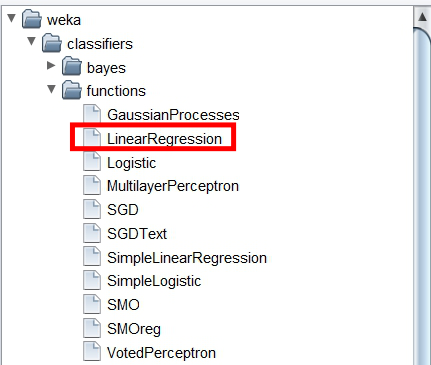 weka
classifiers
bayes
functions
GaussianProcesses
LinearRegression
Logistic
MultilayerPerceptron
SGD
SGDText
SimpleLinearRegression
SimpleLogistic
SMO
SMOreg
VotedPerceptron